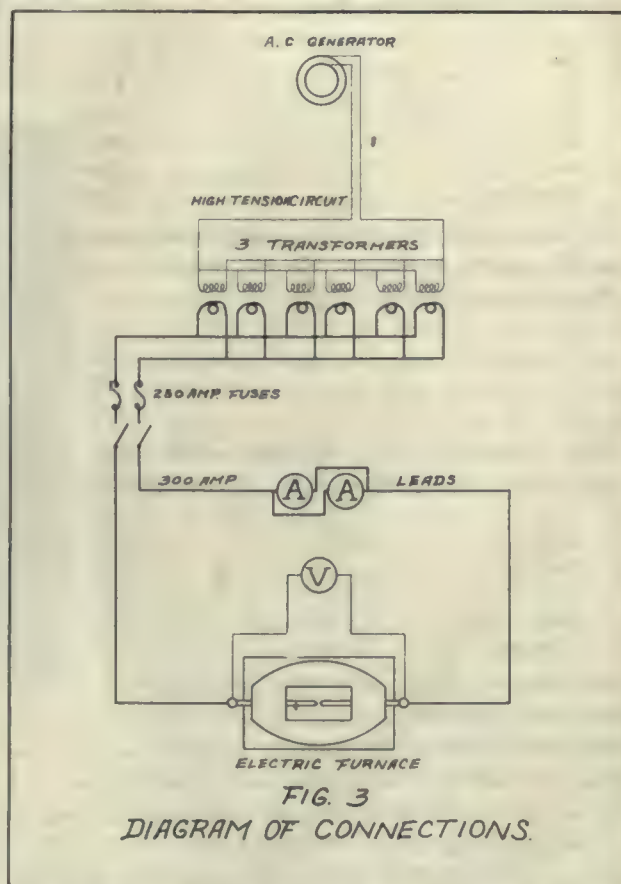 A. C GENERATOR
HIGH TENSION CIRCUIT
3 TRANSFORMERS
250 AMP. FUSES
300 AMP
A
A
LEADS
V
ELECTRIC FURNACE
FIG. 3
DIAGRAM OF CONNECTIONS.